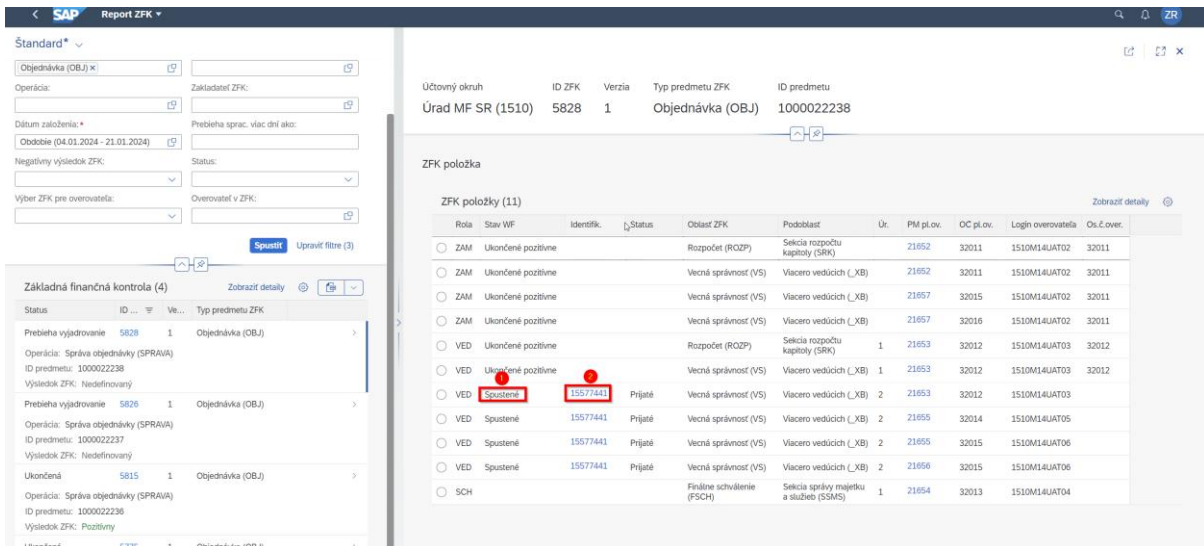 SAP Report ZFK
ZR
Štandard*
Objednávka (OBJ) ×
Operácia: Zakladateľ ZFK:
Dátum založenia:* Prebieha sprac. viac dní ako:
Obdobie (04.01.2024 - 21.01.2024)
Negatívny výsledok ZFK: Status:
Výber ZFK pre overovateľa: Overovateľ v ZFK:
Spustiť Upraviť filtre (3)
Základná finančná kontrola (4) Zobraziť detaily
Status ID ... Ve... Typ predmetu ZFK
Prebieha vyjadrovanie 5828 1 Objednávka (OBJ)
Operácia: Správa objednávky (SPRAVA)
ID predmetu: 1000022238
Výsledok ZFK: Nedefinovaný
Prebieha vyjadrovanie 5826 1 Objednávka (OBJ)
Operácia: Správa objednávky (SPRAVA)
ID predmetu: 1000022237
Výsledok ZFK: Nedefinovaný
Ukončená 5815 1 Objednávka (OBJ)
Operácia: Správa objednávky (SPRAVA)
ID predmetu: 1000022236
Výsledok ZFK: Pozitívny
Účtovný okruh ID ZFK Verzia Typ predmetu ZFK ID predmetu
Úrad MF SR (1510) 5828 1 Objednávka (OBJ) 1000022238
ZFK položka
ZFK položky (11) Zobraziť detaily
Rola Stav WF Identifik. Status Oblasť ZFK Podoblasť Úr. PM pl.ov. OČ pl.ov. Login overovateľa Os.č.over.
ZAM Ukončené pozitívne Rozpočet (ROZP) Sekcia rozpočtu kapitoly (SRK) 21652 32011 1510M14UAT02 32011
ZAM Ukončené pozitívne Vecná správnosť (VS) Viacero vedúcich (_XB) 21652 32011 1510M14UAT02 32011
ZAM Ukončené pozitívne Vecná správnosť (VS) Viacero vedúcich (_XB) 21657 32015 1510M14UAT02 32011
ZAM Ukončené pozitívne Vecná správnosť (VS) Viacero vedúcich (_XB) 21657 32016 1510M14UAT02 32011
VED Ukončené pozitívne Rozpočet (ROZP) Sekcia rozpočtu kapitoly (SRK) 1 21653 32012 1510M14UAT03 32012
VED Ukončené pozitívne Vecná správnosť (VS) Viacero vedúcich (_XB) 1 21653 32012 1510M14UAT03 32012
1 2
VED Spustené 15577441 Prijaté Vecná správnosť (VS) Viacero vedúcich (_XB) 2 21653 32012 1510M14UAT03
VED Spustené 15577441 Prijaté Vecná správnosť (VS) Viacero vedúcich (_XB) 2 21655 32014 1510M14UAT05
VED Spustené 15577441 Prijaté Vecná správnosť (VS) Viacero vedúcich (_XB) 2 21655 32015 1510M14UAT06
VED Spustené 15577441 Prijaté Vecná správnosť (VS) Viacero vedúcich (_XB) 2 21656 32015 1510M14UAT06
SCH Finálne schválenie (FSCH) Sekcia správy majetku a služieb (SSMS) 1 21654 32013 1510M14UAT04